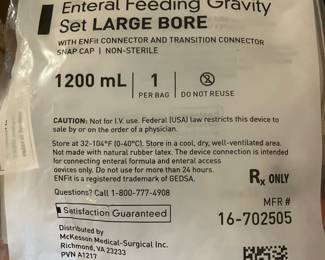 Enteral Feeding Gravity
Set LARGE BORE
WITH ENFit CONNECTOR AND TRANSITION CONNECTOR
SNAP CAP | NON-STERILE
1200 mL
1
PER BAG
2
DO NOT REUSE
CAUTION: Not for I.V. use. Federal (USA) law restricts this device to
sale by or on the order of a physician.
Store at 32-104°F (0-40°C). Store in a cool, dry, well-ventilated area.
Not made with natural rubber latex. The device connection is intended
for connecting enteral formula and enteral access
devices only. Do not use for more than 24 hours.
ENFit is a registered trademark of GEDSA.
Rx ONLY
Questions? Call 1-800-777-4908
MFR #
Satisfaction Guaranteed
16-702505
Distributed by
McKesson Medical-Surgical Inc.
Richmond, VA 23233
PVN A1217